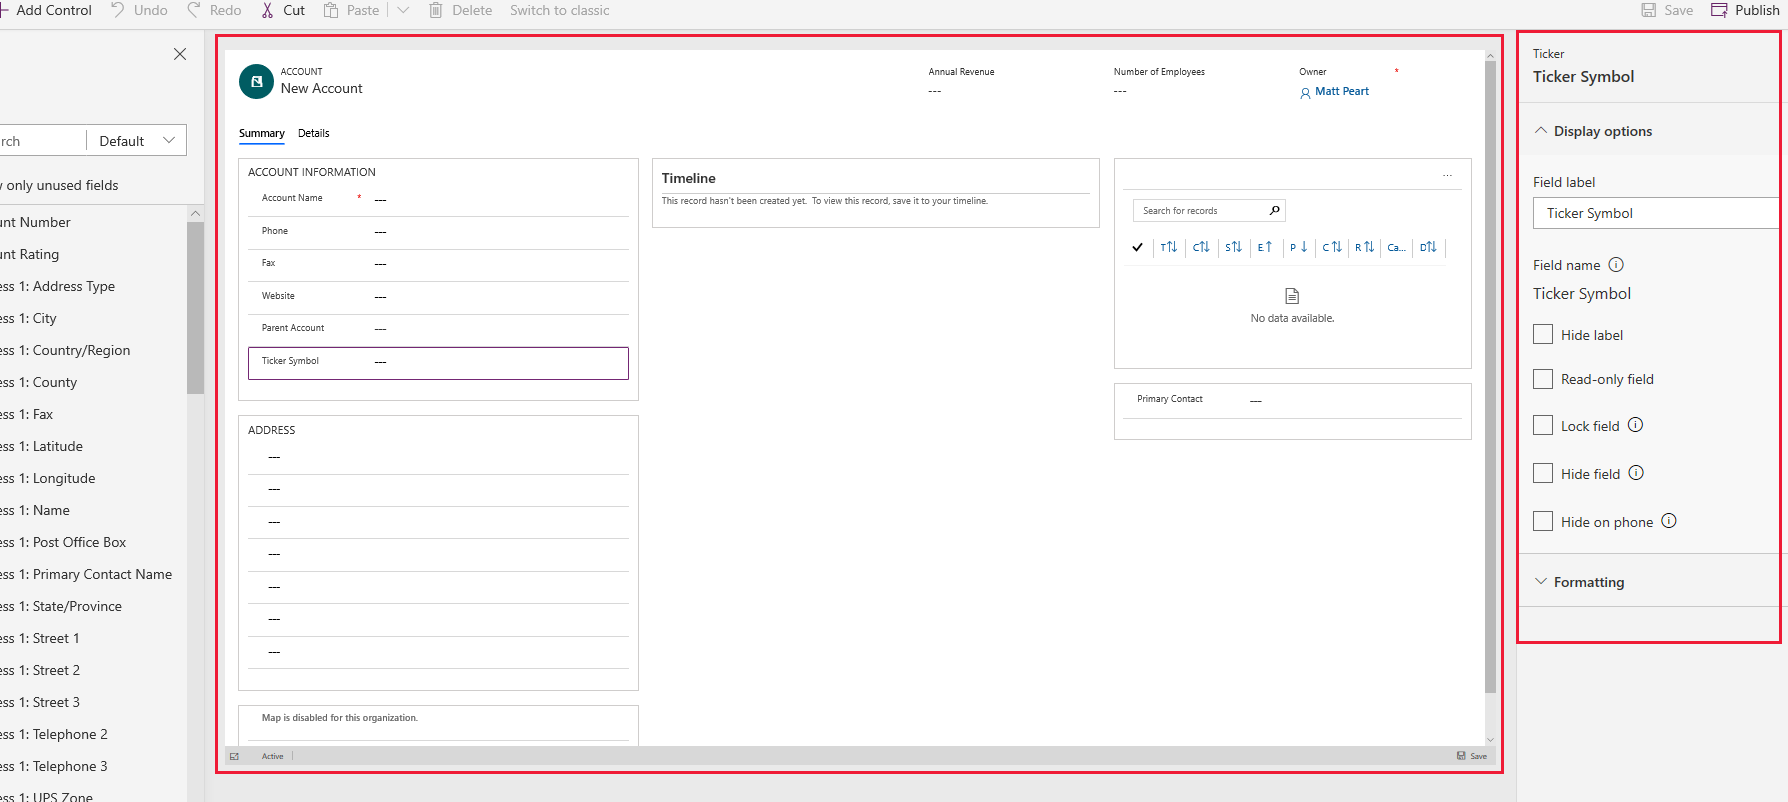 Add Control
Undo
Redo
Cut
Paste
Delete
Switch to classic
Save
Publish
rch
Default
only unused fields
unt Number
unt Rating
ess 1: Address Type
ess 1: City
ess 1: Country/Region
ess 1: County
ess 1: Fax
ess 1: Latitude
ess 1: Longitude
ess 1: Name
ess 1: Post Office Box
ess 1: Primary Contact Name
ess 1: State/Province
ess 1: Street 1
ess 1: Street 2
ess 1: Street 3
ess 1: Telephone 2
ess 1: Telephone 3
ess 1: UPS Zone
ACCOUNT
New Account
Annual Revenue
---
Number of Employees
---
Owner *
Matt Peart
Summary
Details
ACCOUNT INFORMATION
Account Name * ---
Phone ---
Fax ---
Website ---
Parent Account ---
Ticker Symbol ---
ADDRESS
---
---
---
---
---
---
---
Map is disabled for this organization.
Timeline
This record hasn't been created yet. To view this record, save it to your timeline.
...
Search for records
T C S E P C R Ca... D
No data available.
Primary Contact ---
Active
Save
Ticker
Ticker Symbol
Display options
Field label
Ticker Symbol
Field name
Ticker Symbol
Hide label
Read-only field
Lock field
Hide field
Hide on phone
Formatting